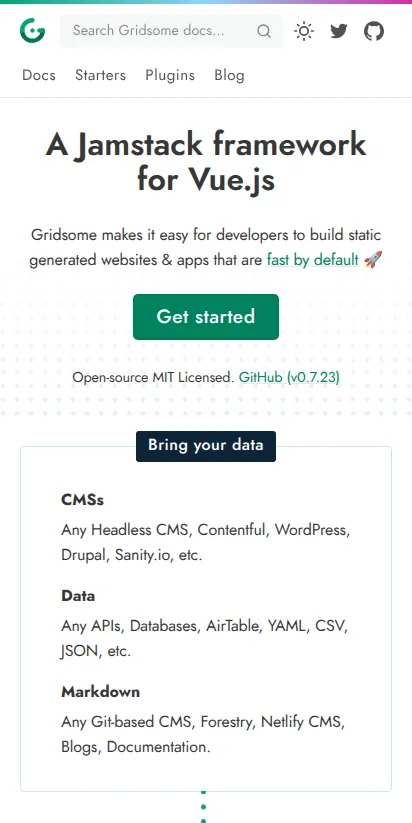 Search Gridsome docs...
Docs Starters Plugins Blog
A Jamstack framework
for Vue.js
Gridsome makes it easy for developers to build static
generated websites & apps that are fast by default 🚀
Get started
Open-source MIT Licensed. GitHub (v0.7.23)
Bring your data
CMSs
Any Headless CMS, Contentful, WordPress,
Drupal, Sanity.io, etc.
Data
Any APIs, Databases, AirTable, YAML, CSV,
JSON, etc.
Markdown
Any Git-based CMS, Forestry, Netlify CMS,
Blogs, Documentation.